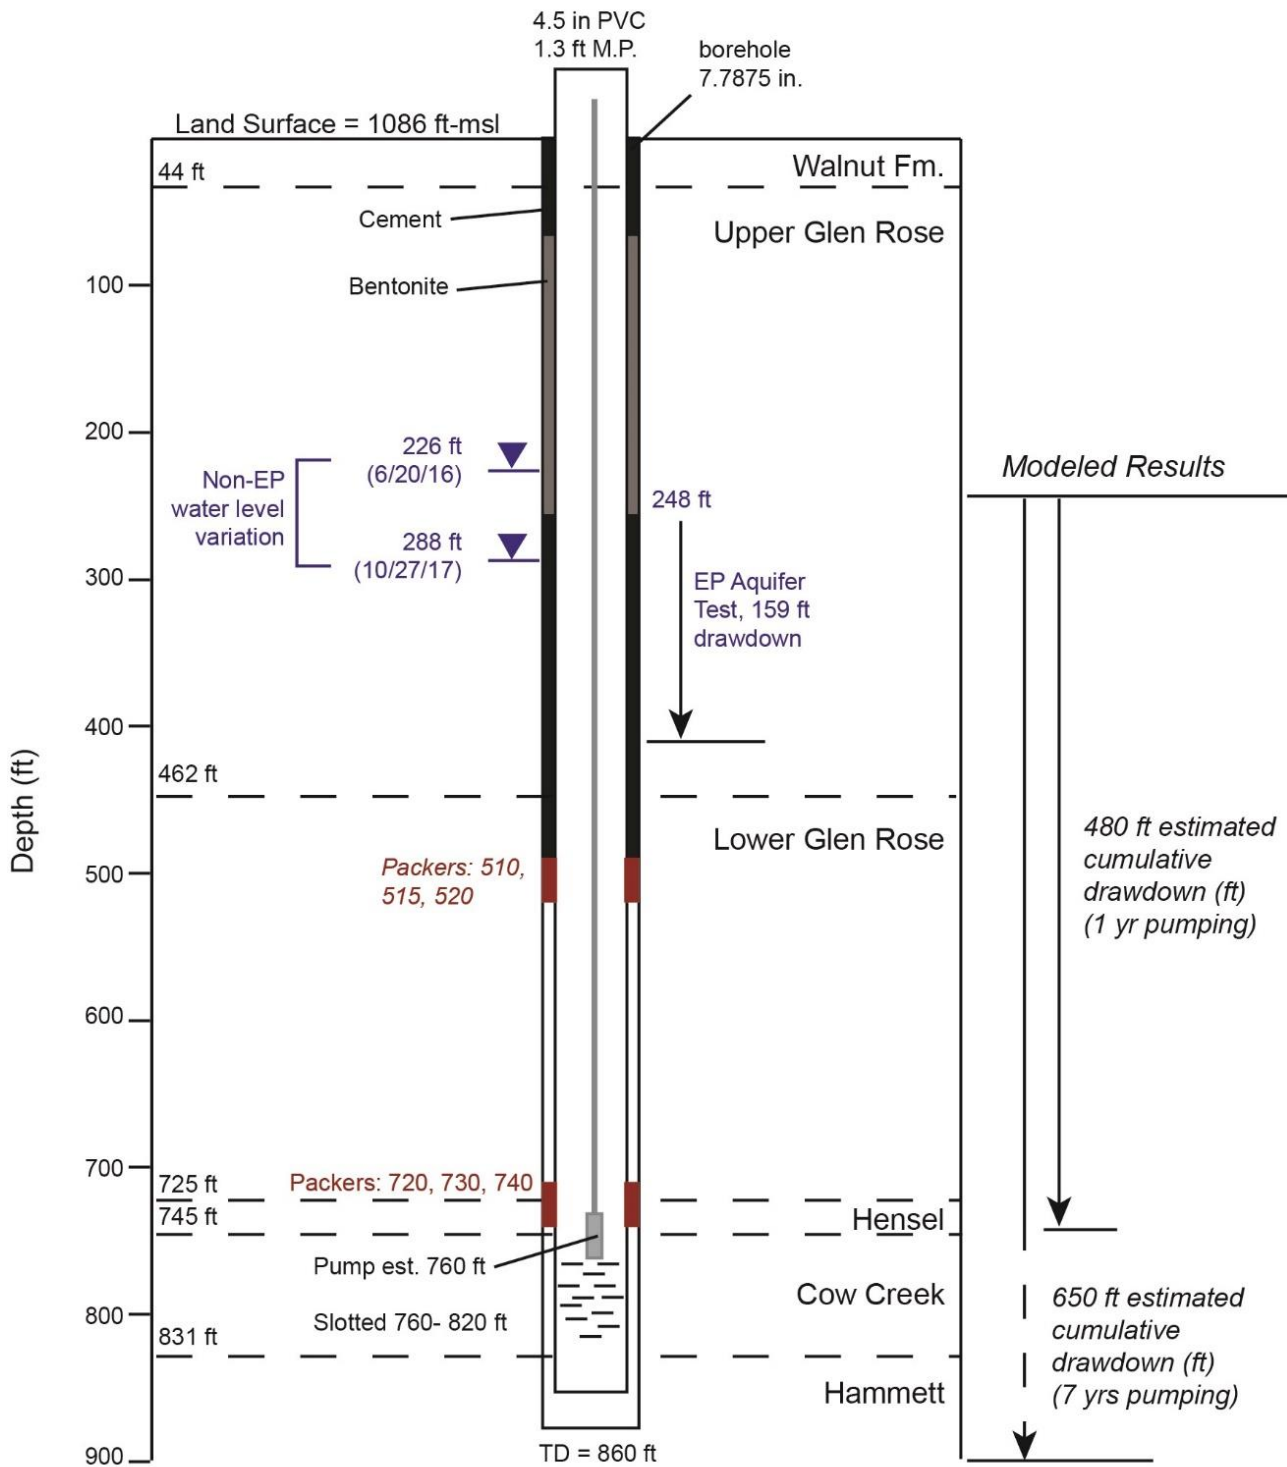 4.5 in PVC
1.3 ft M.P.
borehole
7.7875 in.
Land Surface = 1086 ft-msl
44 ft
Walnut Fm.
Cement
Upper Glen Rose
100
Bentonite
200
226 ft
(6/20/16)
Non-EP
water level
variation
288 ft
(10/27/17)
248 ft
Modeled Results
300
EP Aquifer
Test, 159 ft
drawdown
400
462 ft
Depth (ft)
Lower Glen Rose
480 ft estimated
cumulative
drawdown (ft)
(1 yr pumping)
500
Packers: 510,
515, 520
600
700
725 ft
Packers: 720, 730, 740
745 ft
Hensel
Pump est. 760 ft
Cow Creek
650 ft estimated
cumulative
drawdown (ft)
(7 yrs pumping)
800
Slotted 760- 820 ft
831 ft
Hammett
900
TD = 860 ft